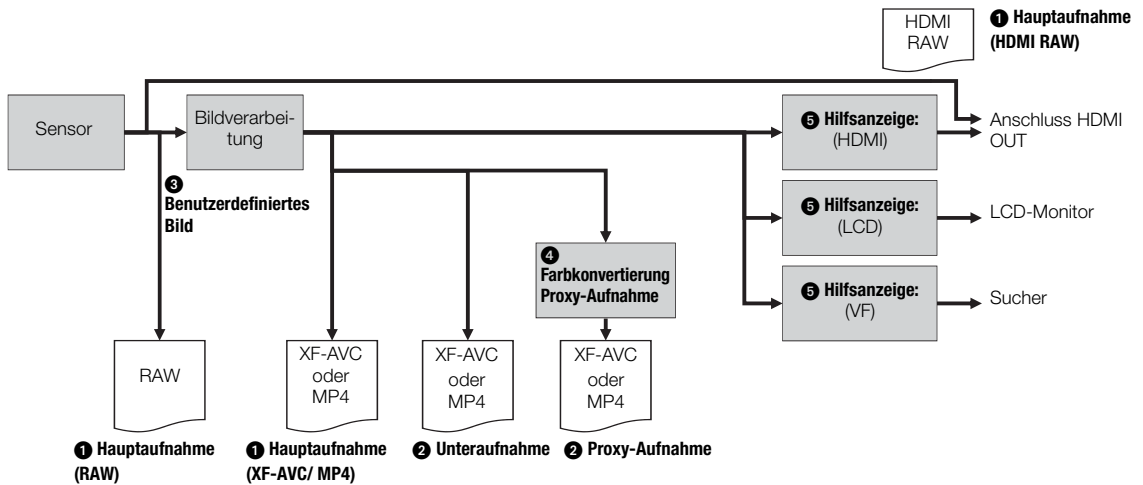 HDMI
RAW
❶ Hauptaufnahme
(HDMI RAW)
Sensor
Bildverarbei-
tung
❺ Hilfsanzeige:
(HDMI)
Anschluss HDMI
OUT
❸
Benutzerdefiniertes
Bild
❺ Hilfsanzeige:
(LCD)
LCD-Monitor
❹
Farbkonvertierung
Proxy-Aufnahme
❺ Hilfsanzeige:
(VF)
Sucher
RAW
XF-AVC
oder
MP4
XF-AVC
oder
MP4
XF-AVC
oder
MP4
❶ Hauptaufnahme
(RAW)
❶ Hauptaufnahme
(XF-AVC/ MP4)
❷ Unteraufnahme
❷ Proxy-Aufnahme